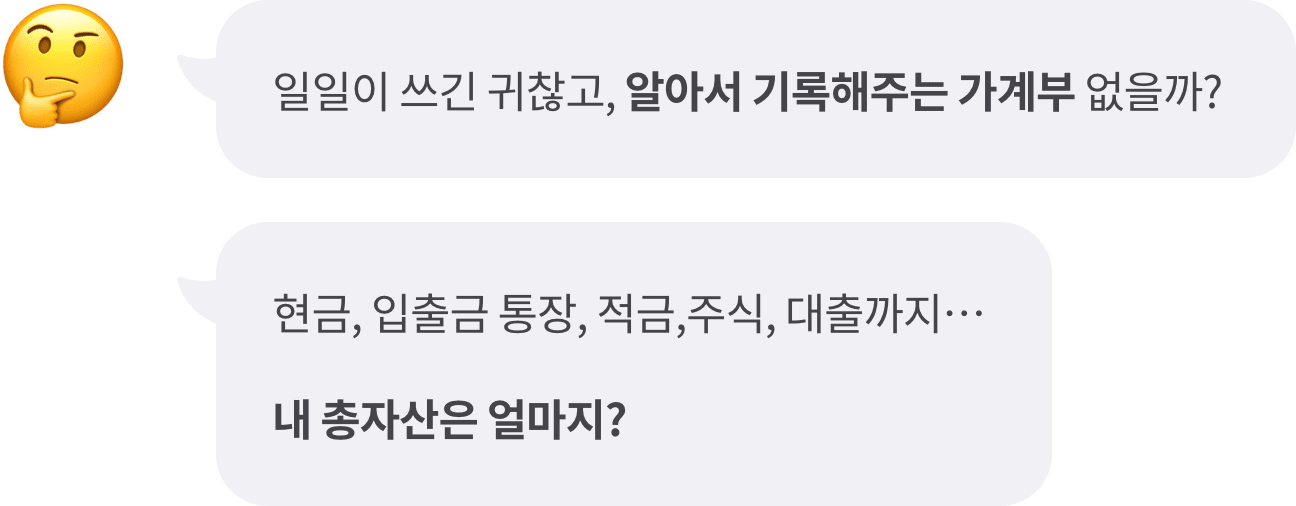 일일이 쓰긴 귀찮고, 알아서 기록해주는 가계부 없을까?
현금, 입출금 통장, 적금,주식, 대출까지…
내 총자산은 얼마지?